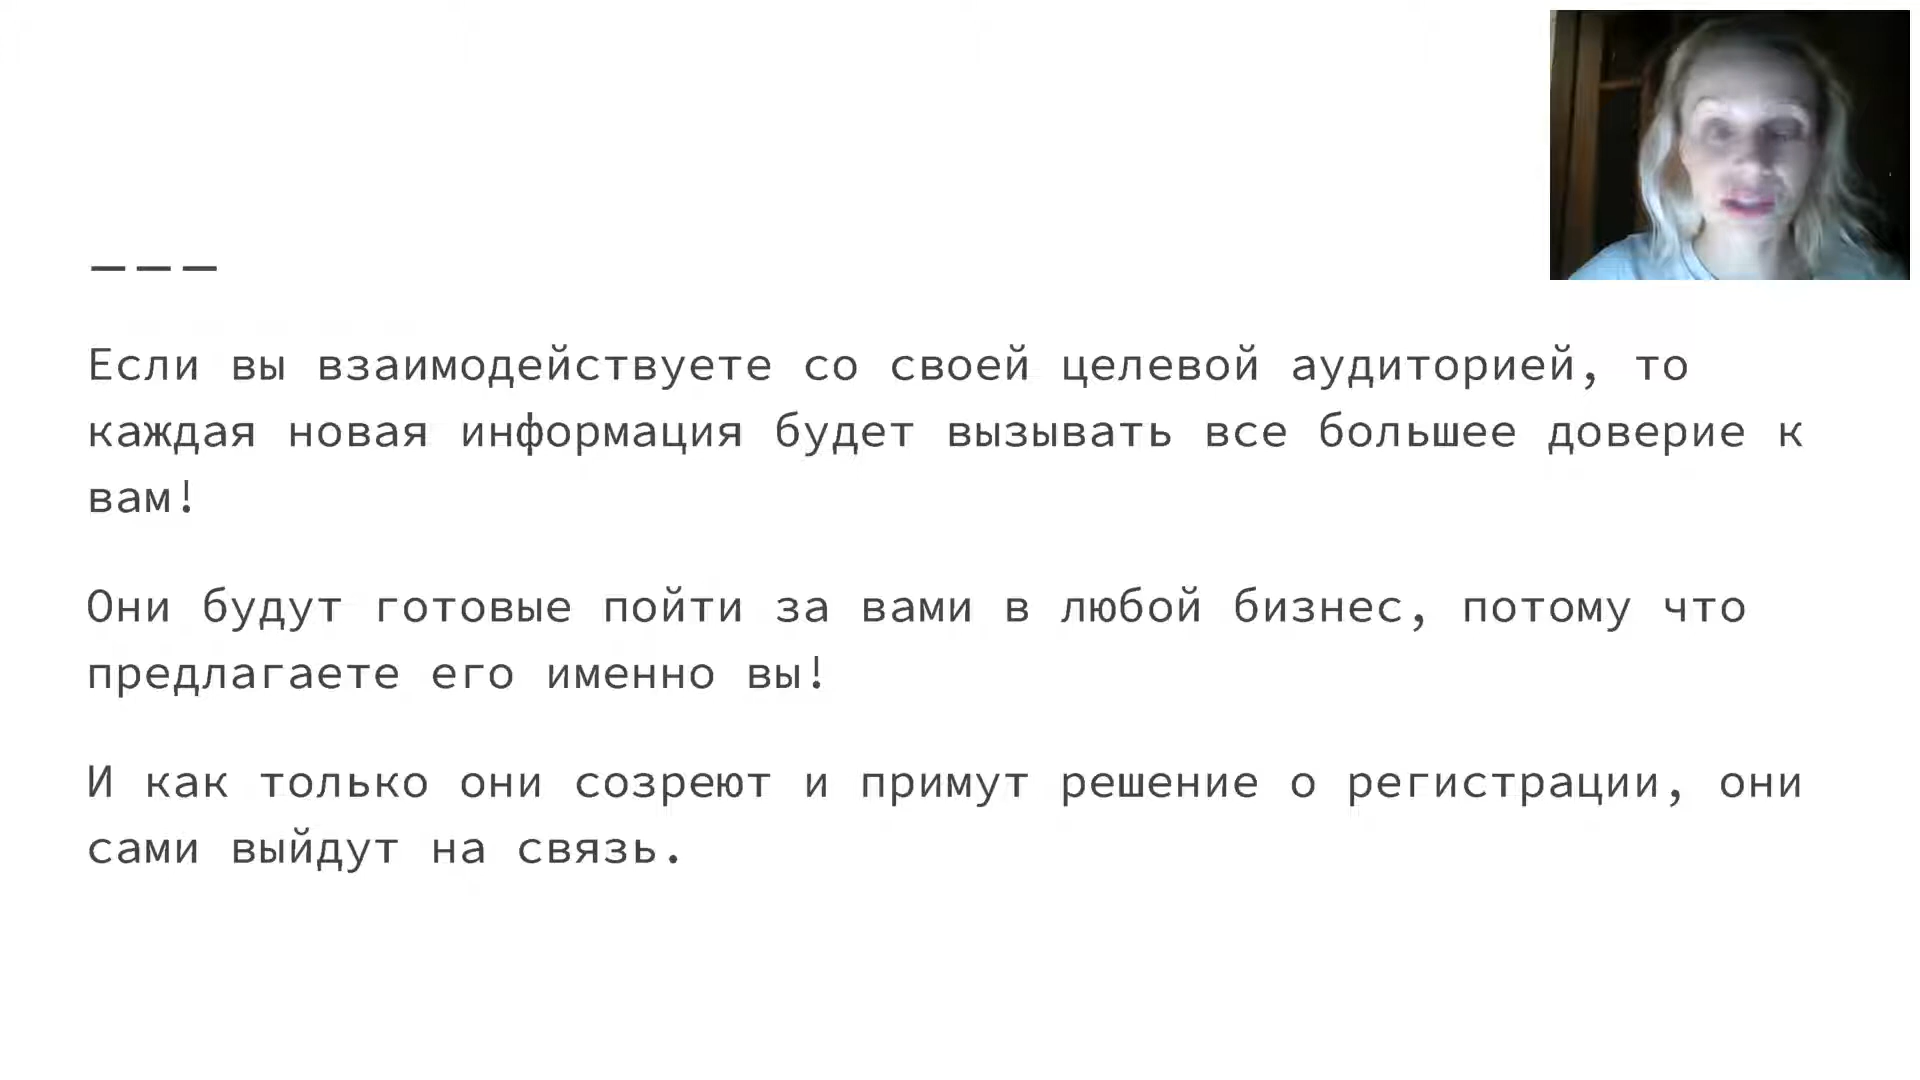 ———
Если вы взаимодействуете со своей целевой аудиторией, то
каждая новая информация будет вызывать все большее доверие к
вам!
Они будут готовые пойти за вами в любой бизнес, потому что
предлагаете его именно вы!
И как только они созреют и примут решение о регистрации, они
сами выйдут на связь.